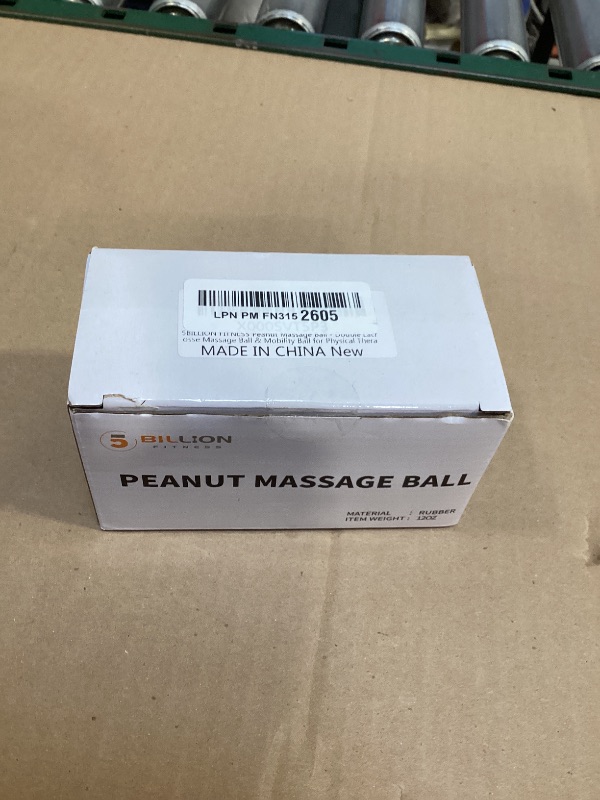 LPN PM FN315 2605
5BILLION FITNESS Peanut Massage Ball - Double Lacr
osse Massage Ball & Mobility Ball for Physical Thera
MADE IN CHINA New
5 BILLION
FITNESS
PEANUT MASSAGE BALL
MATERIAL : RUBBER
ITEM WEIGHT : 12OZ